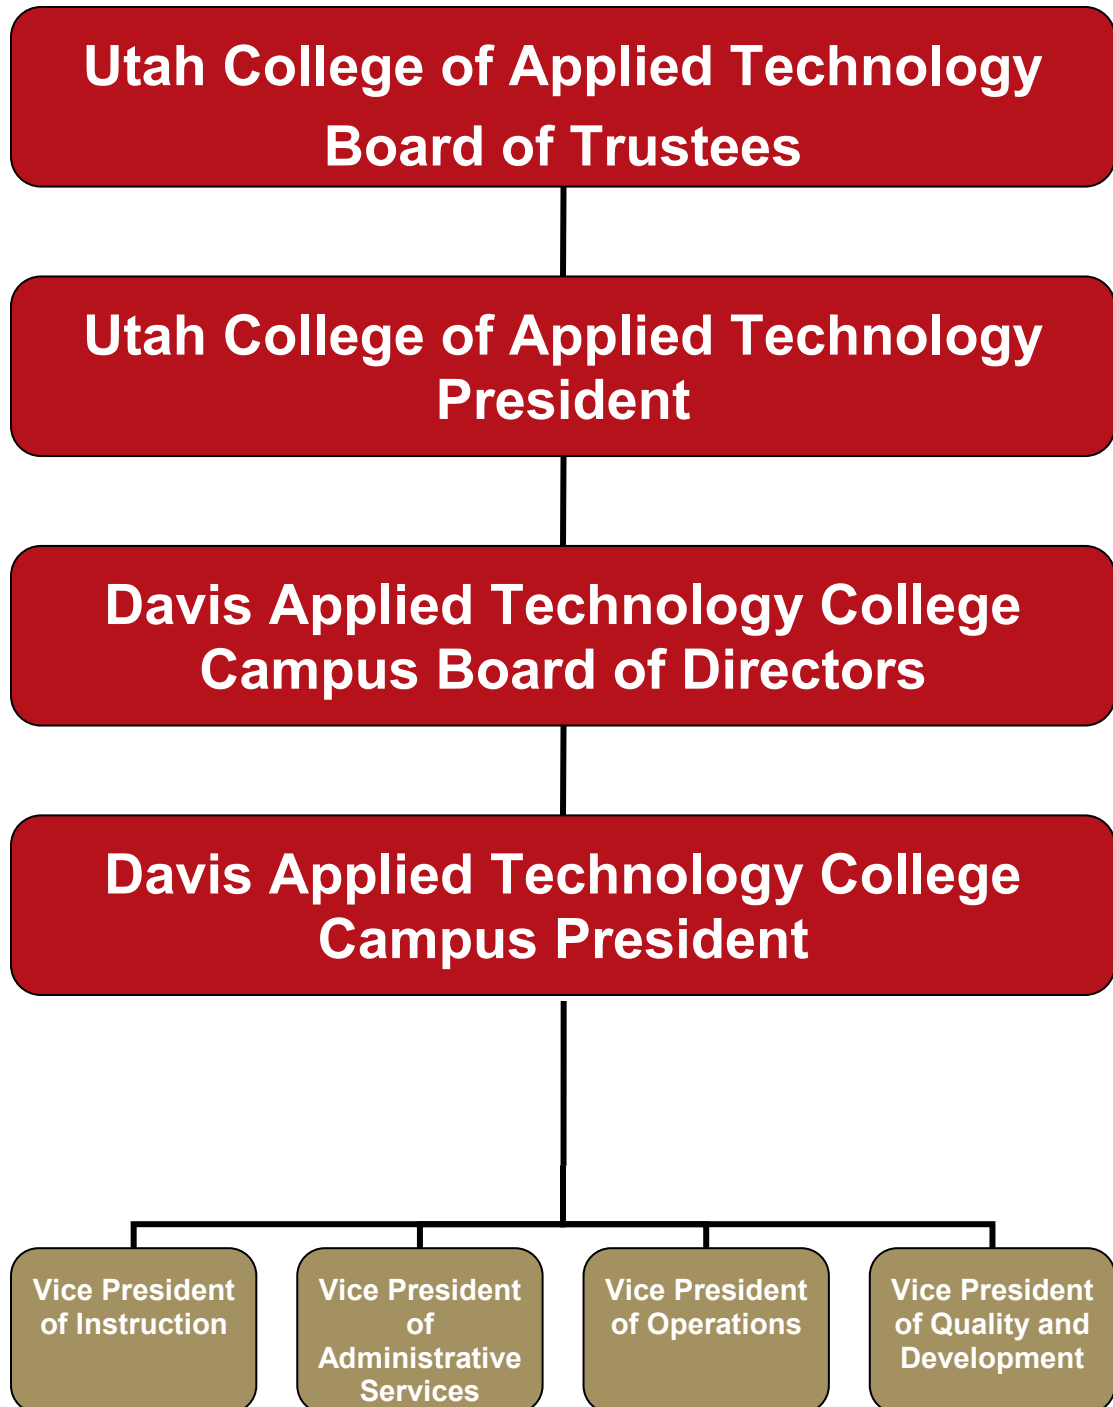 Utah College of Applied Technology
Board of Trustees
Utah College of Applied Technology
President
Davis Applied Technology College
Campus Board of Directors
Davis Applied Technology College
Campus President
Vice President
of Instruction
Vice President
of
Administrative
Services
Vice President
of Operations
Vice President
of Quality and
Development